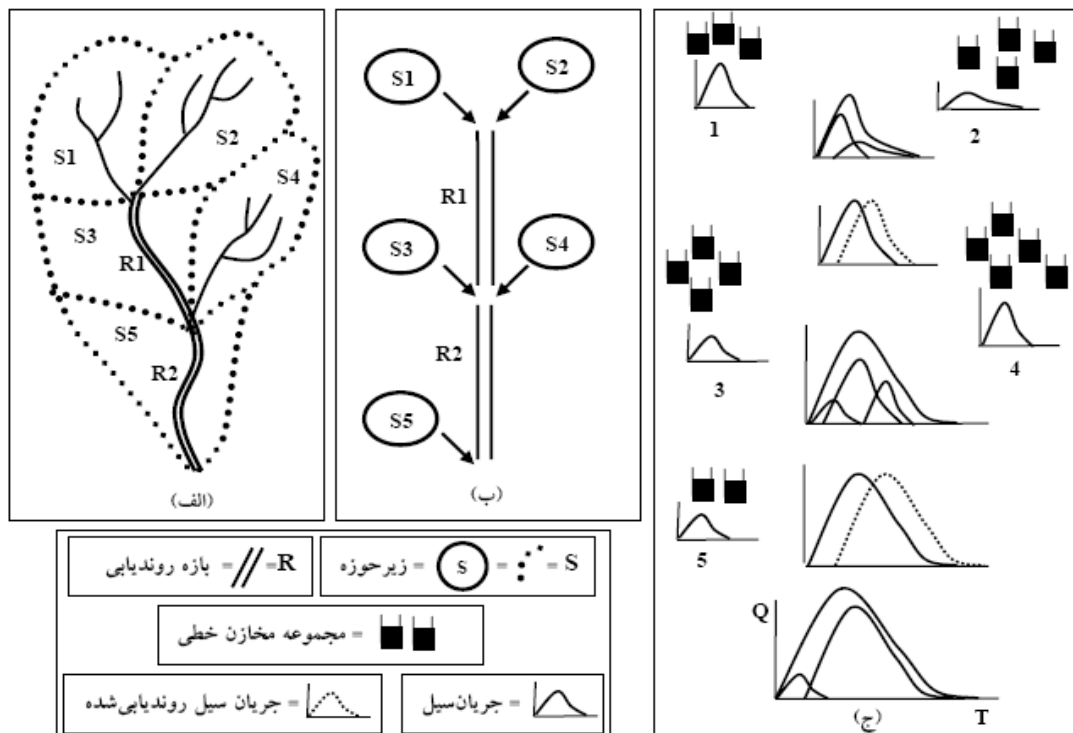 S1
S2
S4
S3
R1
S5
R2
(الف)
S1
S2
R1
S3
S4
R2
S5
(ب)
1
2
3
4
5
Q
T
(ج)
R = // = بازه روندیابی
S = = S = زیرحوزه
= مجموعه مخازن خطی
= جریان سیل روندیابی‌شده
= جریان‌سیل